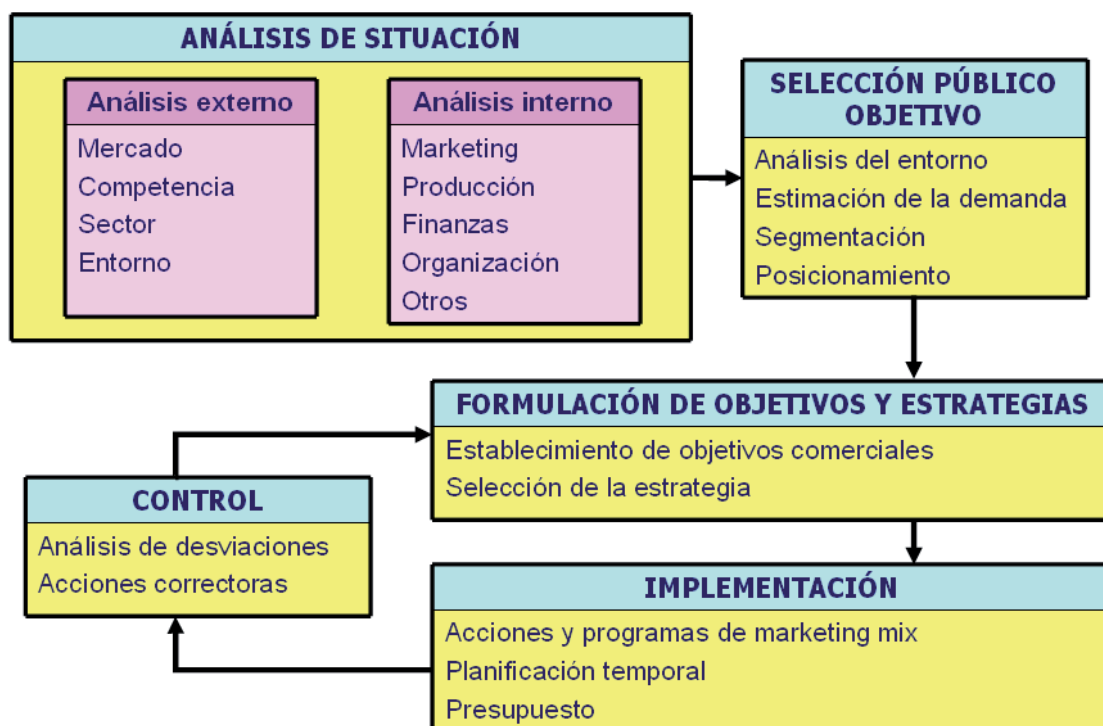 ANÁLISIS DE SITUACIÓN
Análisis externo
Mercado
Competencia
Sector
Entorno
Análisis interno
Marketing
Producción
Finanzas
Organización
Otros
SELECCIÓN PÚBLICO
OBJETIVO
Análisis del entorno
Estimación de la demanda
Segmentación
Posicionamiento
FORMULACIÓN DE OBJETIVOS Y ESTRATEGIAS
Establecimiento de objetivos comerciales
Selección de la estrategia
CONTROL
Análisis de desviaciones
Acciones correctoras
IMPLEMENTACIÓN
Acciones y programas de marketing mix
Planificación temporal
Presupuesto